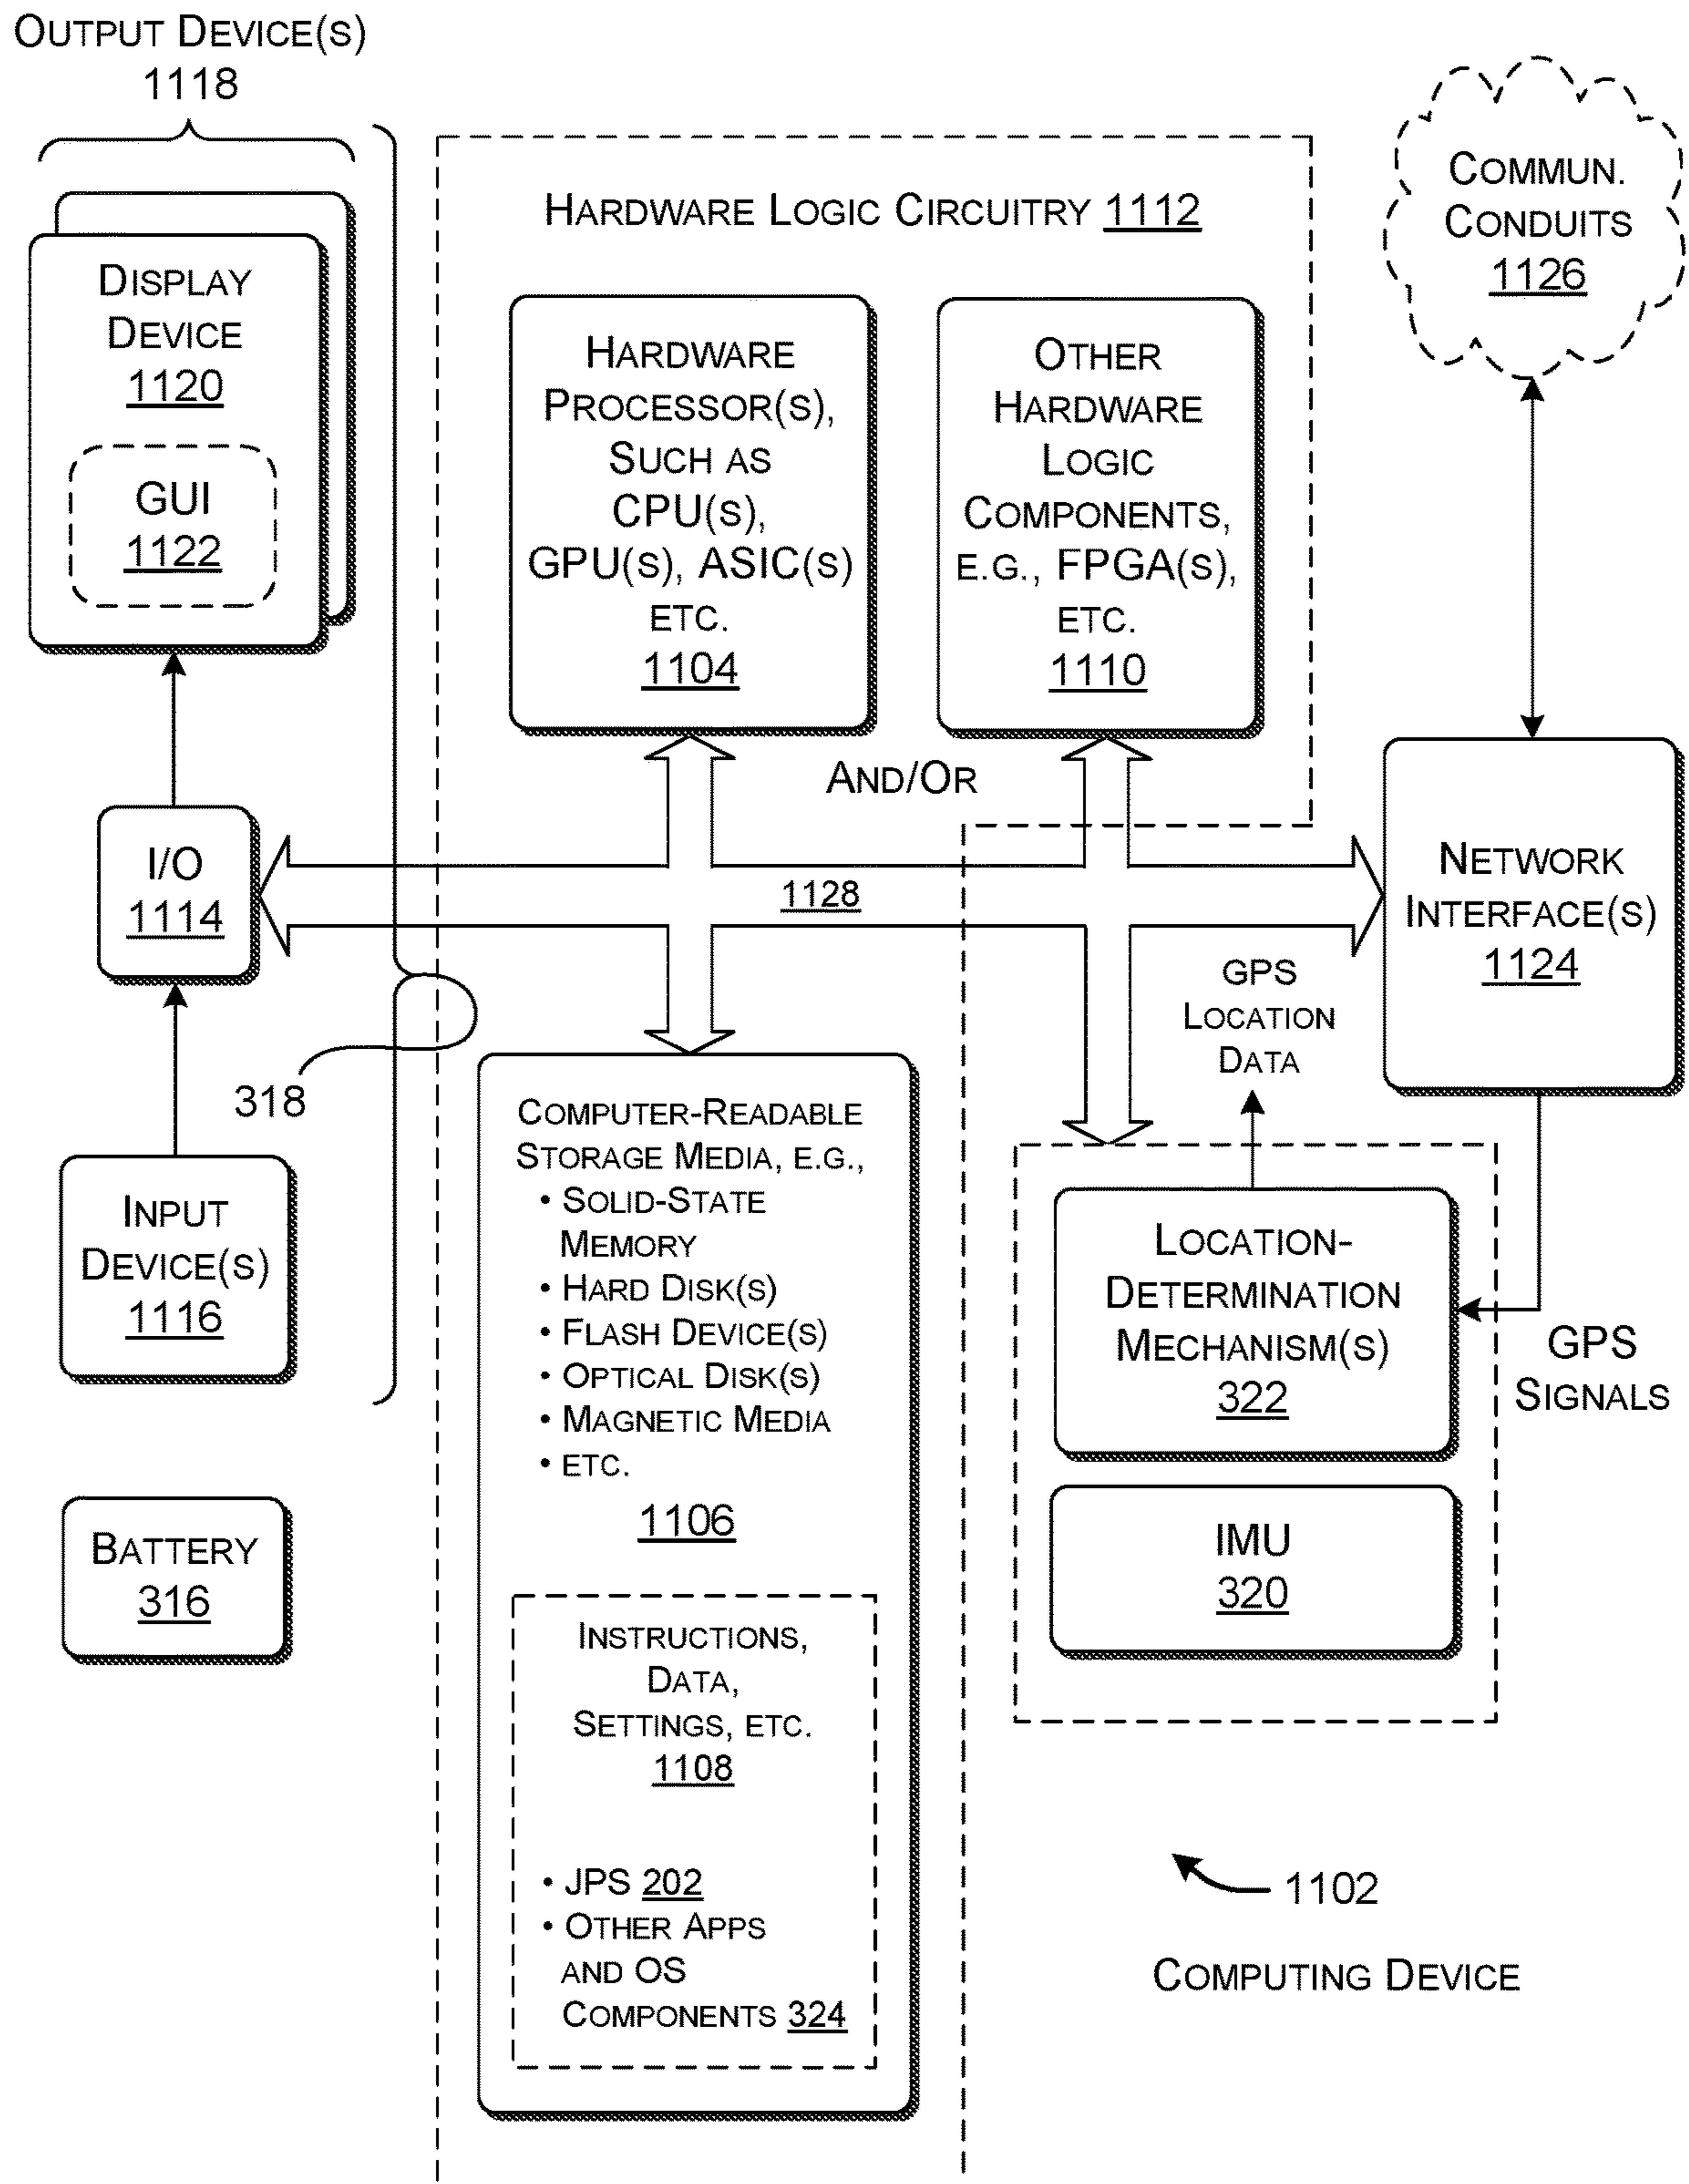 OUTPUT DEVICE(S)
1118
DISPLAY
DEVICE
1120
GUI
1122
I/O
1114
INPUT
DEVICE(S)
1116
BATTERY
316
318
HARDWARE LOGIC CIRCUITRY 1112
HARDWARE
PROCESSOR(S),
SUCH AS
CPU(S),
GPU(S), ASIC(S)
ETC.
1104
OTHER
HARDWARE
LOGIC
COMPONENTS,
E.G., FPGA(S),
ETC.
1110
AND/OR
1128
COMPUTER-READABLE
STORAGE MEDIA, E.G.,
• SOLID-STATE
MEMORY
• HARD DISK(S)
• FLASH DEVICE(S)
• OPTICAL DISK(S)
• MAGNETIC MEDIA
• ETC.
1106
INSTRUCTIONS,
DATA,
SETTINGS, ETC.
1108
• JPS 202
• OTHER APPS
AND OS
COMPONENTS 324
COMMUN.
CONDUITS
1126
NETWORK
INTERFACE(S)
1124
GPS
LOCATION
DATA
LOCATION-
DETERMINATION
MECHANISM(S)
322
GPS
SIGNALS
IMU
320
1102
COMPUTING DEVICE